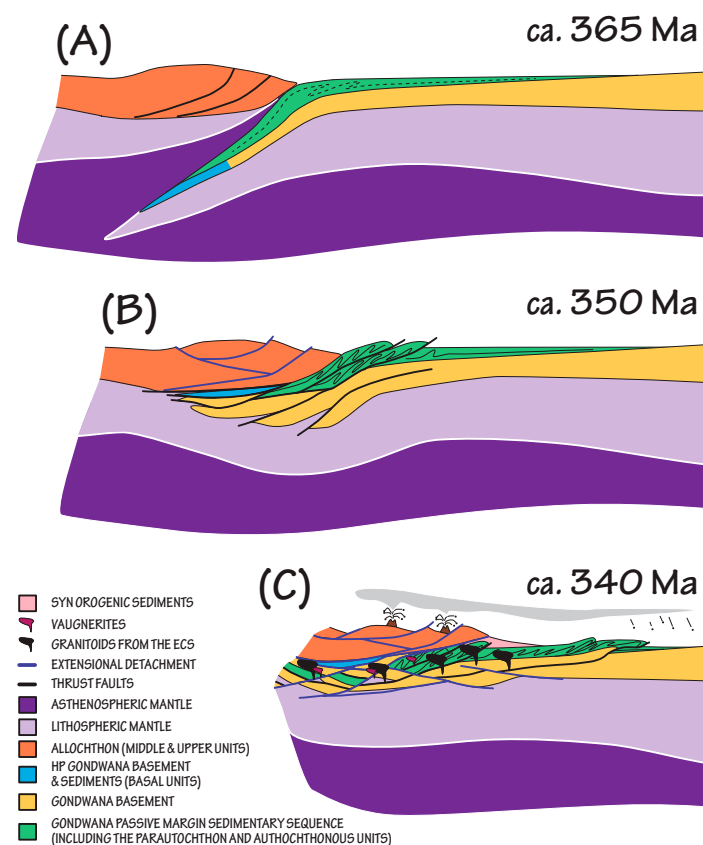 (A)
ca. 365 Ma
(B)
ca. 350 Ma
(C)
ca. 340 Ma
SYN OROGENIC SEDIMENTS
VAUGNERITES
GRANITOIDS FROM THE ECS
EXTENSIONAL DETACHMENT
THRUST FAULTS
ASTHENOSPHERIC MANTLE
LITHOSPHERIC MANTLE
ALLOCHTHON (MIDDLE & UPPER UNITS)
HP GONDWANA BASEMENT
& SEDIMENTS (BASAL UNITS)
GONDWANA BASEMENT
GONDWANA PASSIVE MARGIN SEDIMENTARY SEQUENCE
(INCLUDING THE PARAUTOCHTHON AND AUTHOCHTHONOUS UNITS)